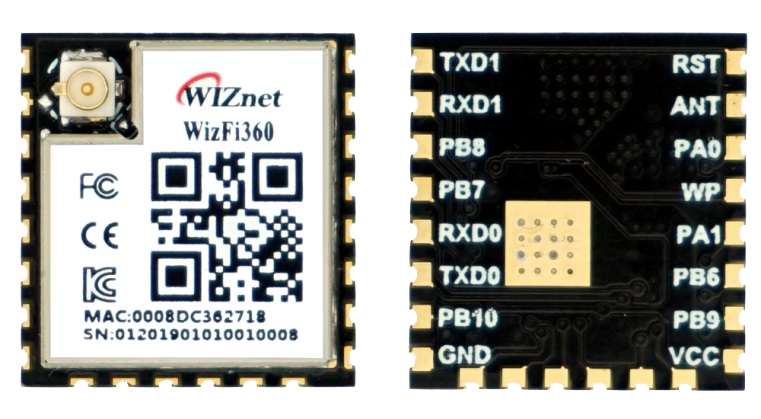 WIZnet
WizFi360
FC
CE
KC
MAC:0008DC362718
SN:01201901010010008
TXD1
RXD1
PB8
PB7
RXD0
TXD0
PB10
GND
RST
ANT
PA0
WP
PA1
PB6
PB9
VCC